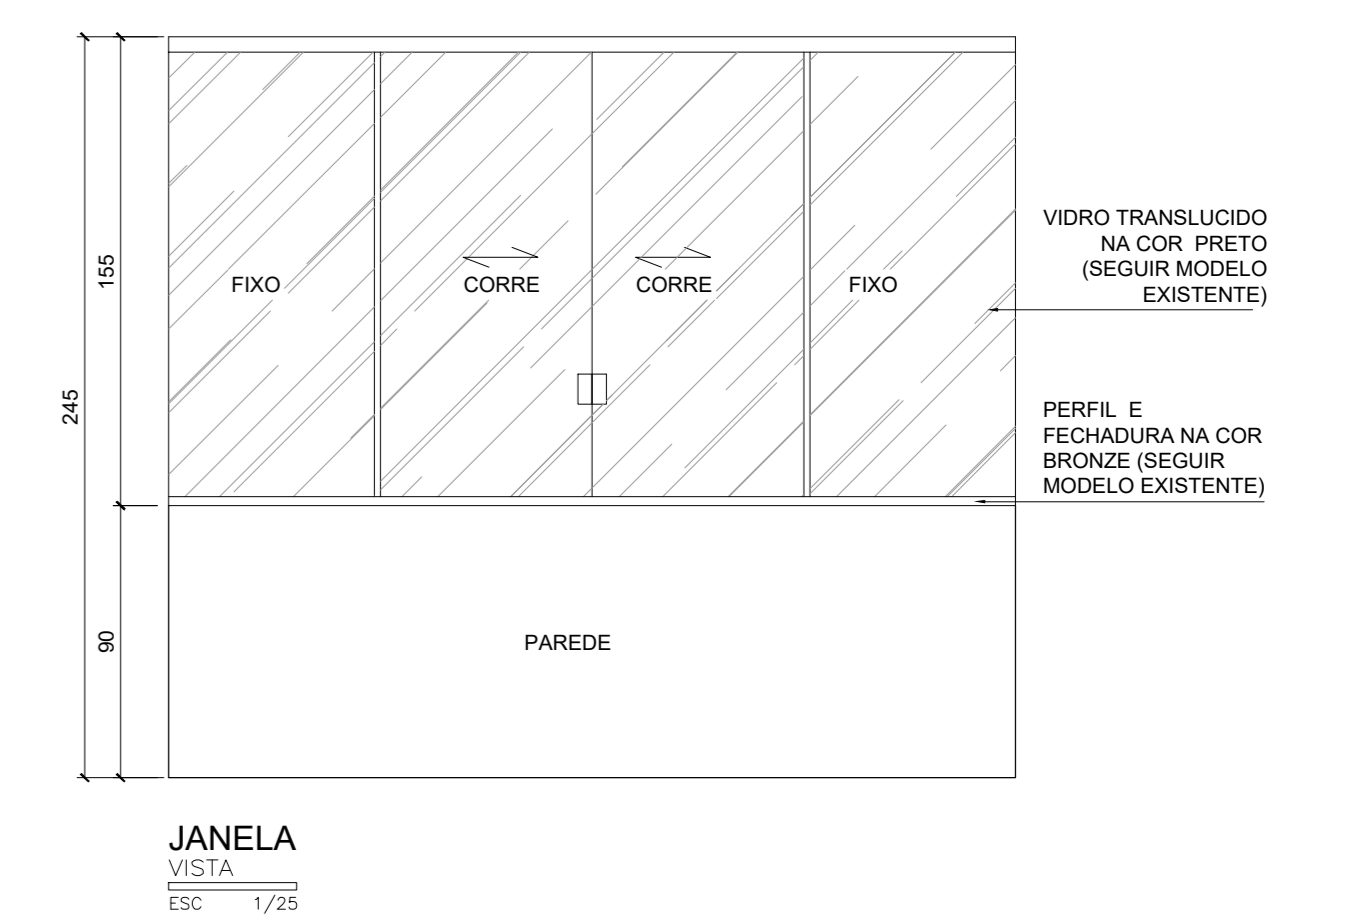 155
245
90
FIXO
CORRE
CORRE
FIXO
VIDRO TRANSLUCIDO
NA COR PRETO
(SEGUIR MODELO
EXISTENTE)
PERFIL E
FECHADURA NA COR
BRONZE (SEGUIR
MODELO EXISTENTE)
PAREDE
JANELA
VISTA
ESC 1/25